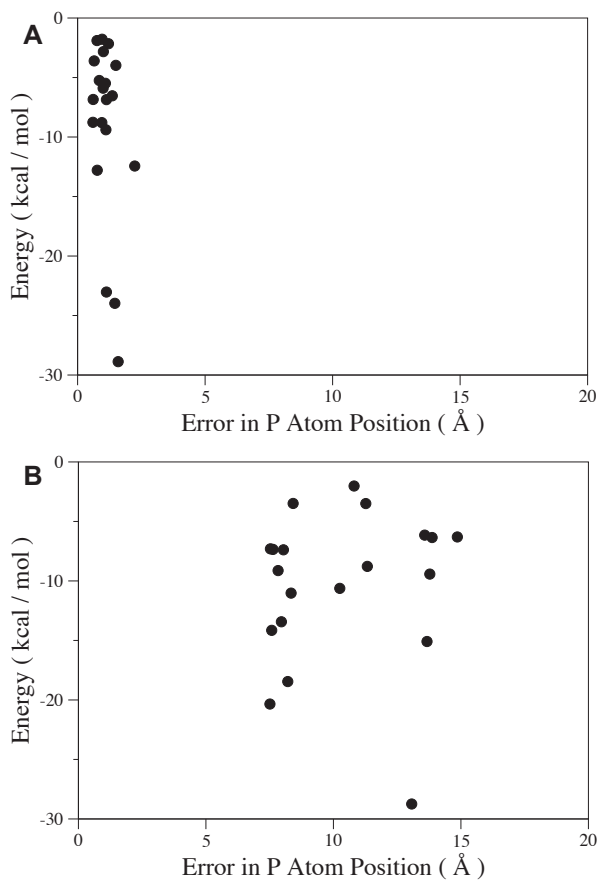 A
0
-10
-20
-30
Energy ( kcal / mol )
0 5 10 15 20
Error in P Atom Position ( Å )
B
0
-10
-20
-30
Energy ( kcal / mol )
0 5 10 15 20
Error in P Atom Position ( Å )